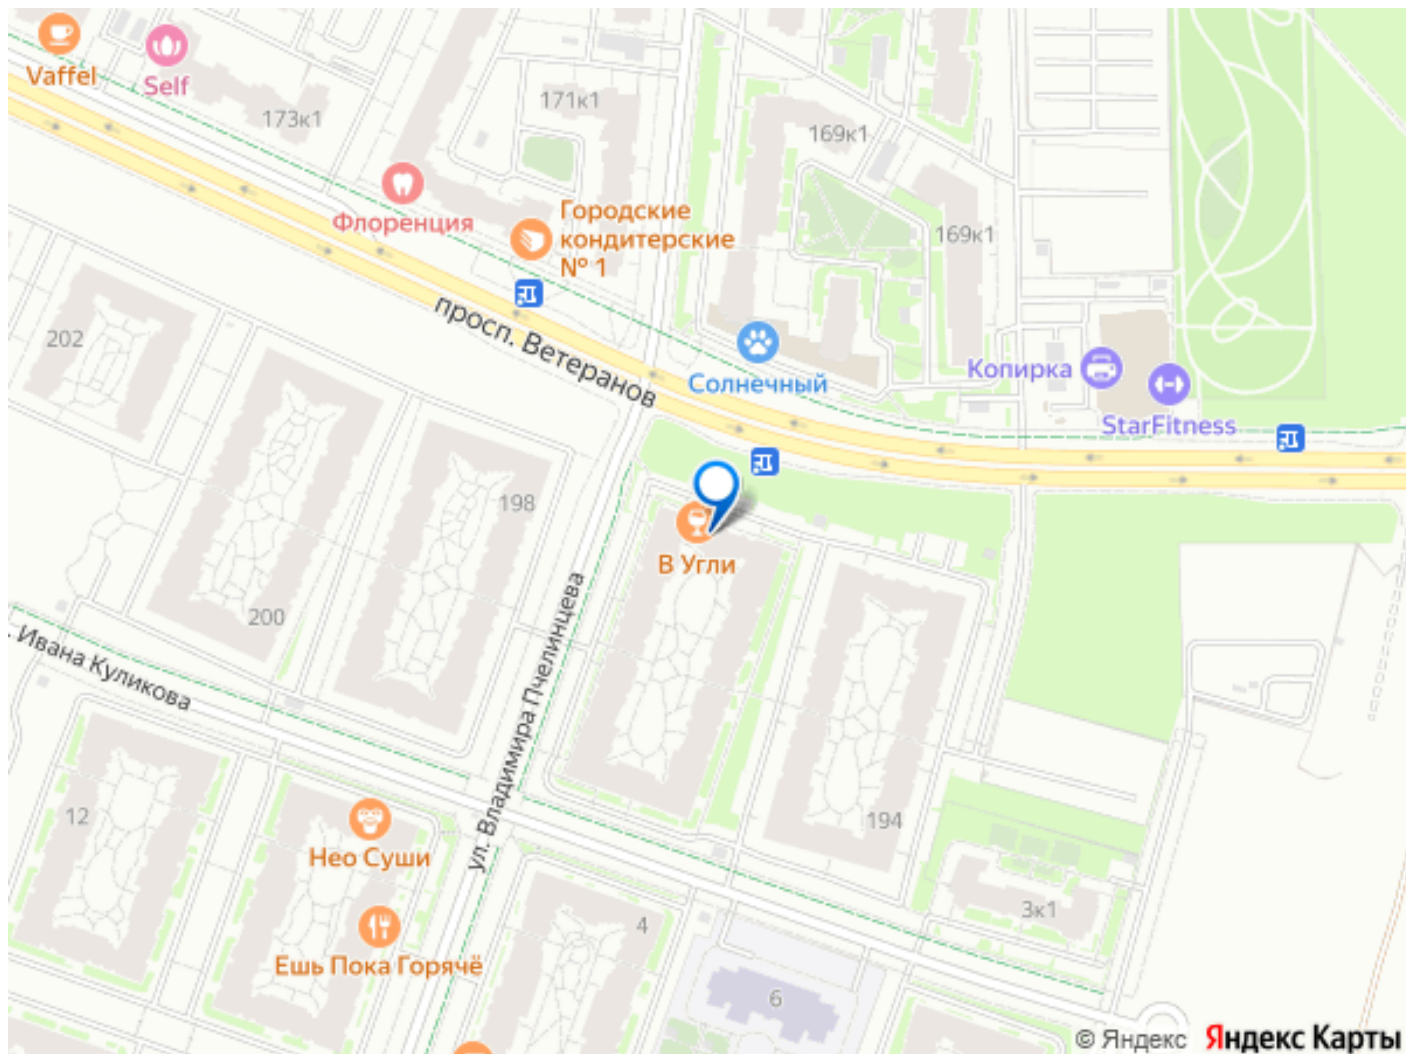 Vaffel
Self
173к1
171к1
169к1
Флоренция
Городские
кондитерские
№ 1
169к1
просп. Ветеранов
202
Солнечный
Копирка
StarFitness
198
В Угли
200
. Ивана Куликова
ул. Владимира Пчелинцева
12
194
Нео Суши
3к1
4
Ешь Пока Горячё
6
© Яндекс Яндекс Карты